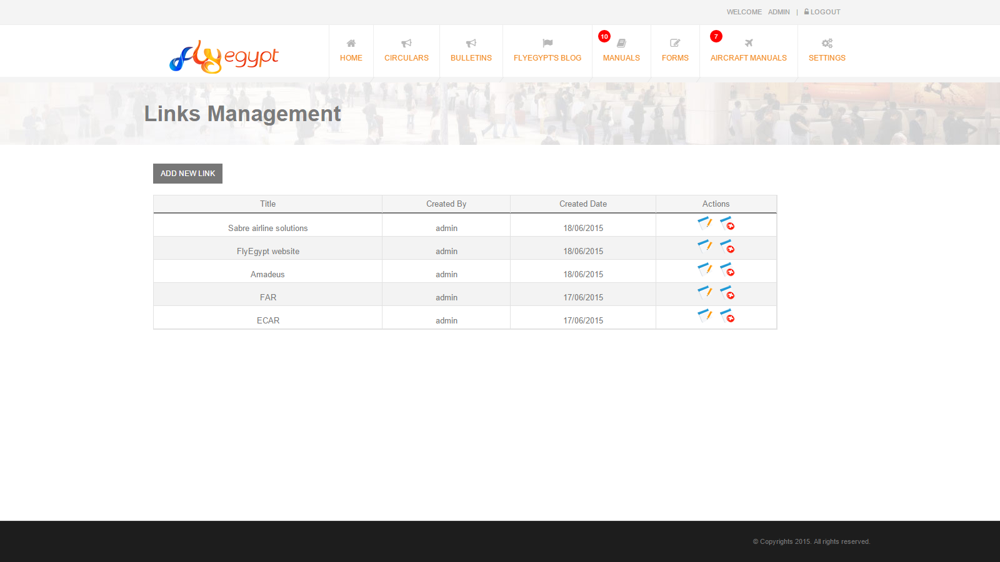 WELCOME ADMIN | LOGOUT
Fly egypt
HOME
CIRCULARS
BULLETINS
FLYEGYPT'S BLOG
10
MANUALS
FORMS
7
AIRCRAFT MANUALS
SETTINGS
Links Management
ADD NEW LINK
Title Created By Created Date Actions
Sabre airline solutions admin 18/06/2015
FlyEgypt website admin 18/06/2015
Amadeus admin 18/06/2015
FAR admin 17/06/2015
ECAR admin 17/06/2015
© Copyrights 2015. All rights reserved.